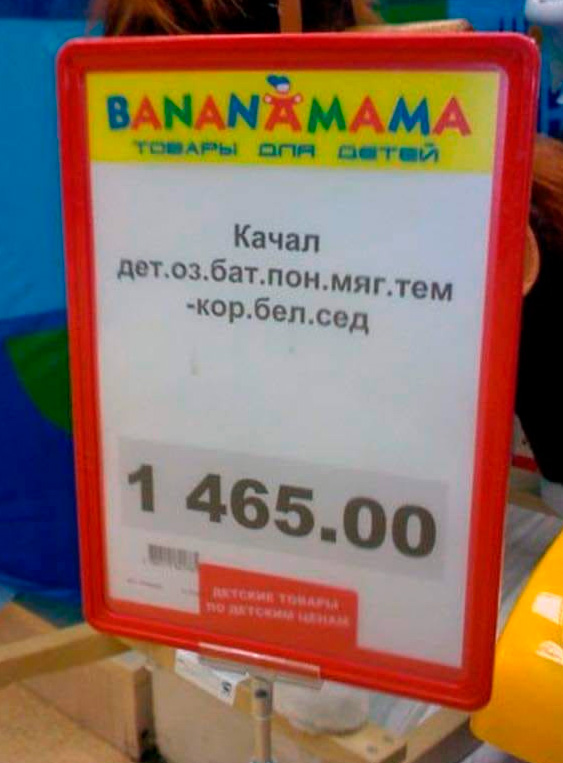 BANANAMAMA
ТОВАРЫ ДЛЯ ДЕТЕЙ
Качал
дет.оз.бат.пон.мяг.тем
-кор.бел.сед
1 465.00
ДЕТСКИЕ ТОВАРЫ
ПО ДЕТСКИМ ЦЕНАМ